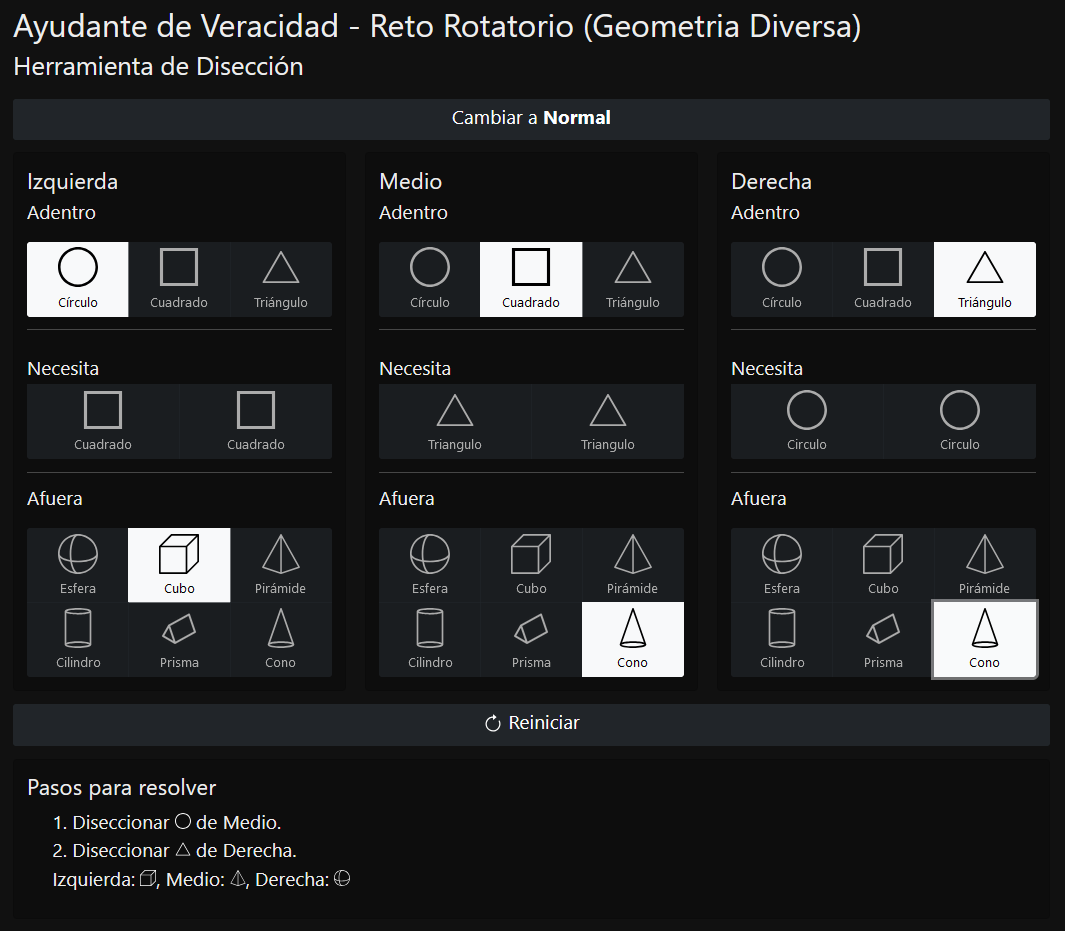 Ayudante de Veracidad - Reto Rotatorio (Geometria Diversa)
Herramienta de Disección
Cambiar a Normal
Izquierda
Adentro
Círculo Cuadrado Triángulo
Necesita
Cuadrado Cuadrado
Afuera
Esfera Cubo Pirámide
Cilindro Prisma Cono
Medio
Adentro
Círculo Cuadrado Triángulo
Necesita
Triangulo Triangulo
Afuera
Esfera Cubo Pirámide
Cilindro Prisma Cono
Derecha
Adentro
Círculo Cuadrado Triángulo
Necesita
Circulo Circulo
Afuera
Esfera Cubo Pirámide
Cilindro Prisma Cono
Reiniciar
Pasos para resolver
1. Diseccionar de Medio.
2. Diseccionar de Derecha.
Izquierda: , Medio: , Derecha: